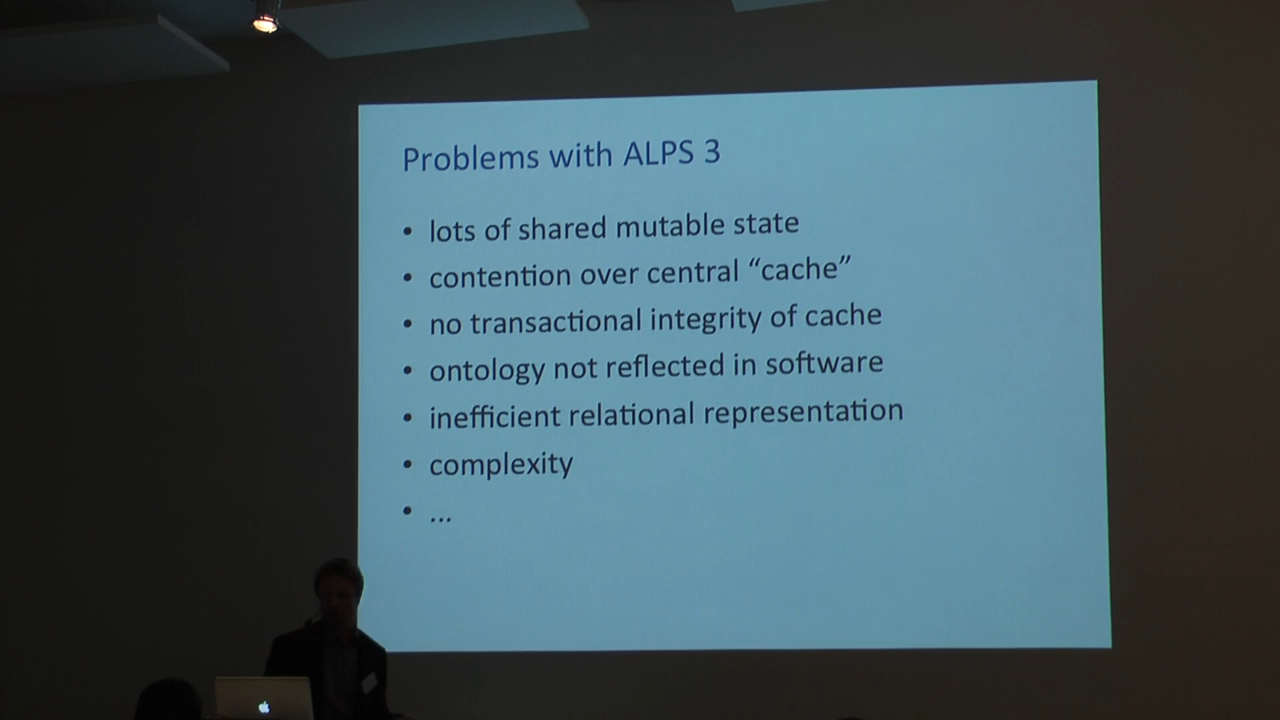 Problems with ALPS 3
• lots of shared mutable state
• contention over central “cache”
• no transactional integrity of cache
• ontology not reflected in software
• inefficient relational representation
• complexity
• ...